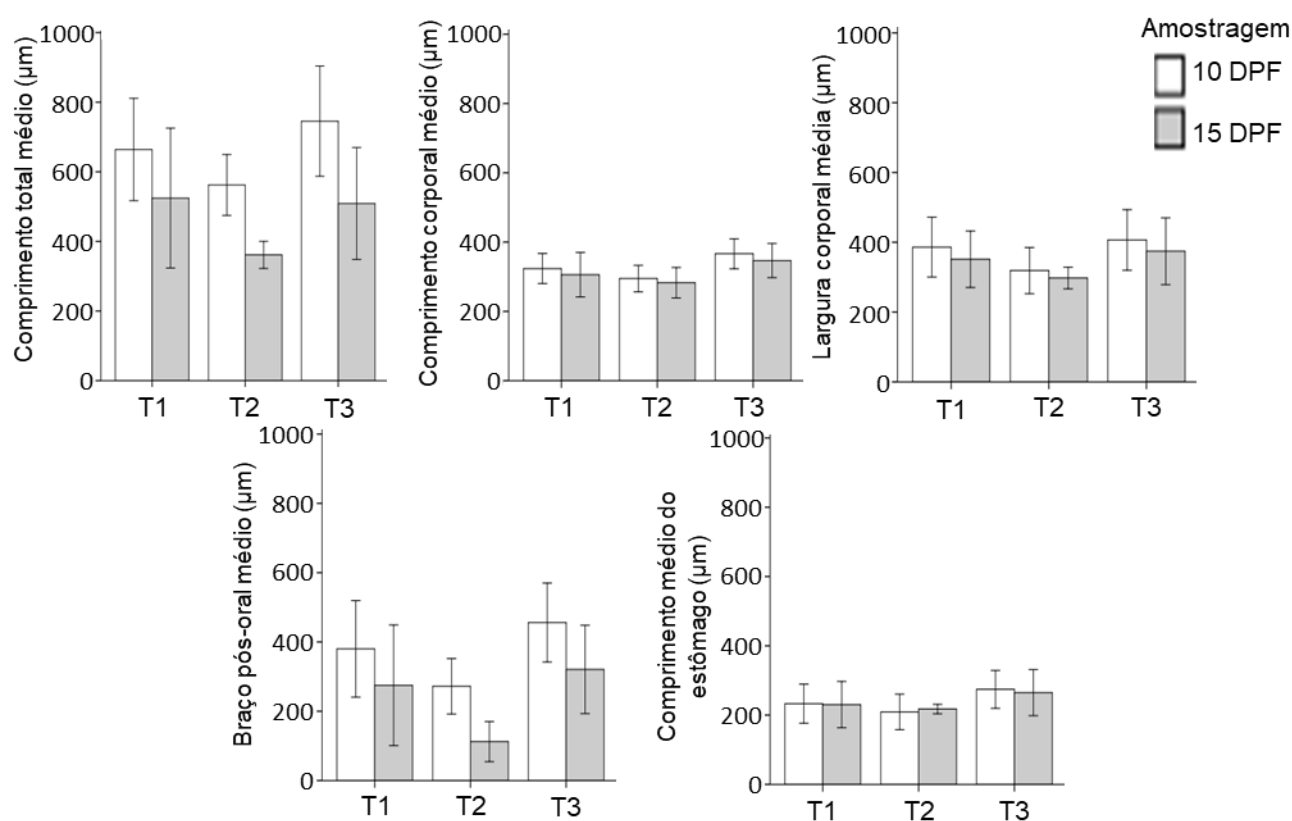 Amostragem
10 DPF
15 DPF
Comprimento total médio (µm)
1000
800
600
400
200
0
T1
T2
T3
Comprimento corporal médio (µm)
1000
800
600
400
200
0
T1
T2
T3
Largura corporal média (µm)
1000
800
600
400
200
0
T1
T2
T3
Braço pós-oral médio (µm)
1000
800
600
400
200
0
T1
T2
T3
Comprimento médio do
estômago (µm)
1000
800
600
400
200
0
T1
T2
T3